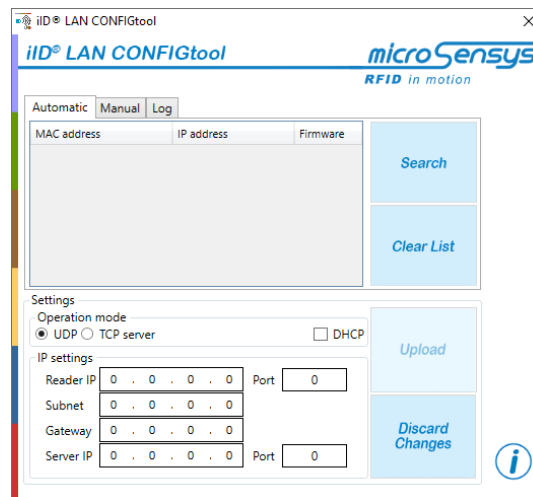 iID® LAN CONFIGtool
iID® LAN CONFIGtool
microSensys
RFID in motion
Automatic Manual Log
MAC address IP address Firmware
Search
Clear List
Settings
Operation mode
UDP TCP server DHCP
Upload
IP settings
Reader IP 0 . 0 . 0 . 0 Port 0
Subnet 0 . 0 . 0 . 0
Gateway 0 . 0 . 0 . 0
Discard
Changes
Server IP 0 . 0 . 0 . 0 Port 0
i